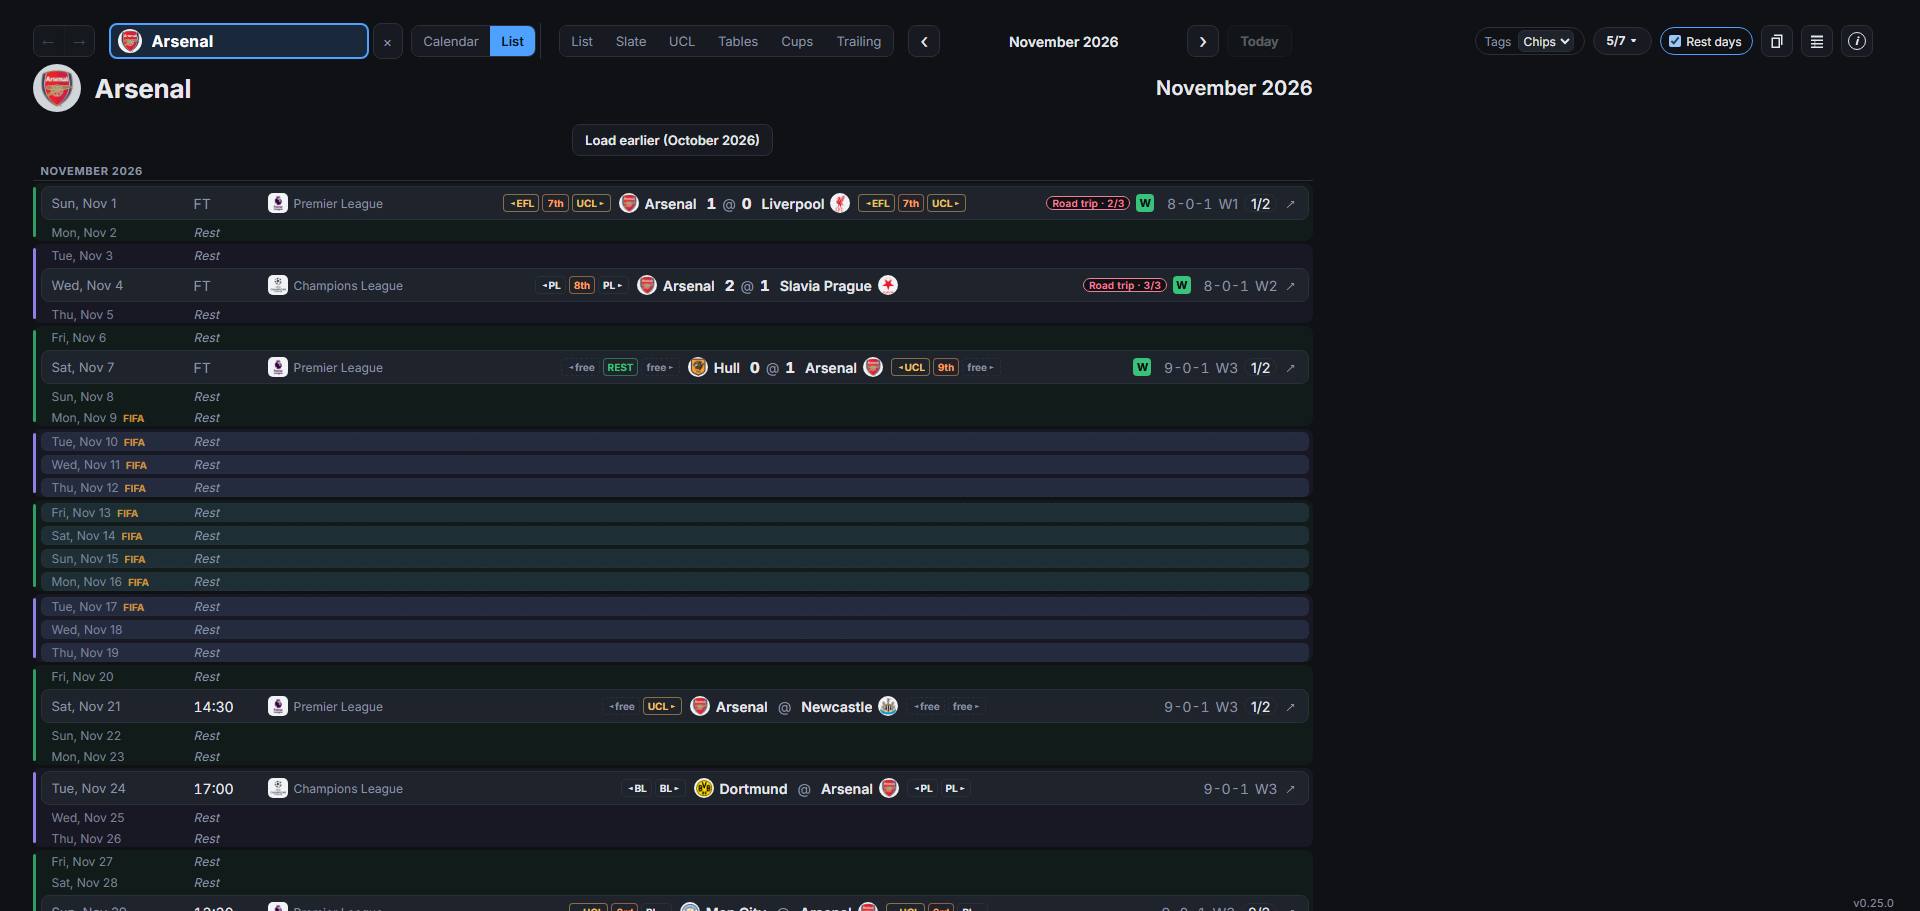 ← → Arsenal × Calendar List List Slate UCL Tables Cups Trailing ‹ November 2026 › Today Tags Chips 5/7 Rest days
Arsenal November 2026
Load earlier (October 2026)
NOVEMBER 2026
Sun, Nov 1 FT Premier League ◂EFL 7th UCL▸ Arsenal 1 @ 0 Liverpool ◂EFL 7th UCL▸ Road trip · 2/3 W 8-0-1 W1 1/2 ↗
Mon, Nov 2 Rest
Tue, Nov 3 Rest
Wed, Nov 4 FT Champions League ◂PL 8th PL▸ Arsenal 2 @ 1 Slavia Prague Road trip · 3/3 W 8-0-1 W2 ↗
Thu, Nov 5 Rest
Fri, Nov 6 Rest
Sat, Nov 7 FT Premier League ◂free REST free▸ Hull 0 @ 1 Arsenal ◂UCL 9th free▸ W 9-0-1 W3 1/2 ↗
Sun, Nov 8 Rest
Mon, Nov 9 FIFA Rest
Tue, Nov 10 FIFA Rest
Wed, Nov 11 FIFA Rest
Thu, Nov 12 FIFA Rest
Fri, Nov 13 FIFA Rest
Sat, Nov 14 FIFA Rest
Sun, Nov 15 FIFA Rest
Mon, Nov 16 FIFA Rest
Tue, Nov 17 FIFA Rest
Wed, Nov 18 Rest
Thu, Nov 19 Rest
Fri, Nov 20 Rest
Sat, Nov 21 14:30 Premier League ◂free UCL▸ Arsenal @ Newcastle ◂free free▸ 9-0-1 W3 1/2 ↗
Sun, Nov 22 Rest
Mon, Nov 23 Rest
Tue, Nov 24 17:00 Champions League ◂BL BL▸ Dortmund @ Arsenal ◂PL PL▸ 9-0-1 W3 ↗
Wed, Nov 25 Rest
Thu, Nov 26 Rest
Fri, Nov 27 Rest
Sat, Nov 28 Rest
Man City @ Arsenal
v0.25.0